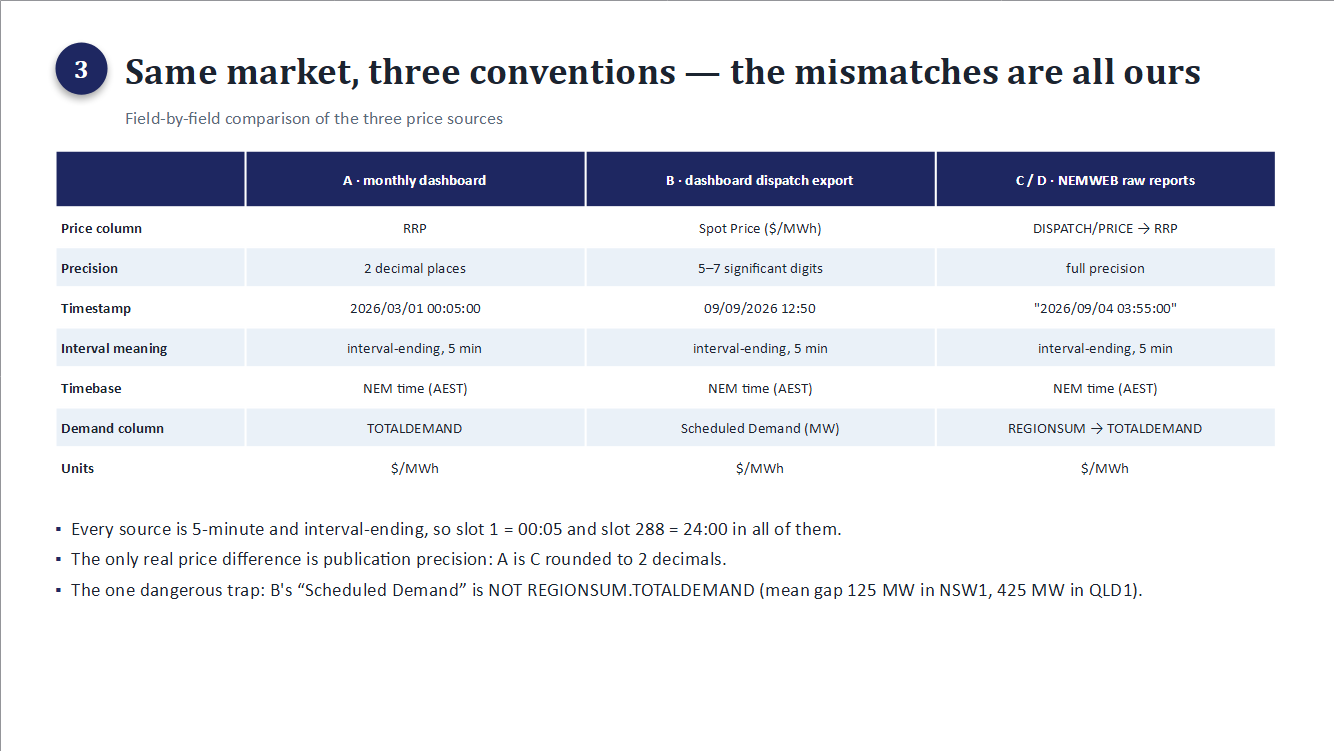 3
Same market, three conventions — the mismatches are all ours
Field-by-field comparison of the three price sources
A · monthly dashboard B · dashboard dispatch export C / D · NEMWEB raw reports
Price column RRP Spot Price ($/MWh) DISPATCH/PRICE → RRP
Precision 2 decimal places 5–7 significant digits full precision
Timestamp 2026/03/01 00:05:00 09/09/2026 12:50 "2026/09/04 03:55:00"
Interval meaning interval-ending, 5 min interval-ending, 5 min interval-ending, 5 min
Timebase NEM time (AEST) NEM time (AEST) NEM time (AEST)
Demand column TOTALDEMAND Scheduled Demand (MW) REGIONSUM → TOTALDEMAND
Units $/MWh $/MWh $/MWh
▪ Every source is 5-minute and interval-ending, so slot 1 = 00:05 and slot 288 = 24:00 in all of them.
▪ The only real price difference is publication precision: A is C rounded to 2 decimals.
▪ The one dangerous trap: B's “Scheduled Demand” is NOT REGIONSUM.TOTALDEMAND (mean gap 125 MW in NSW1, 425 MW in QLD1).